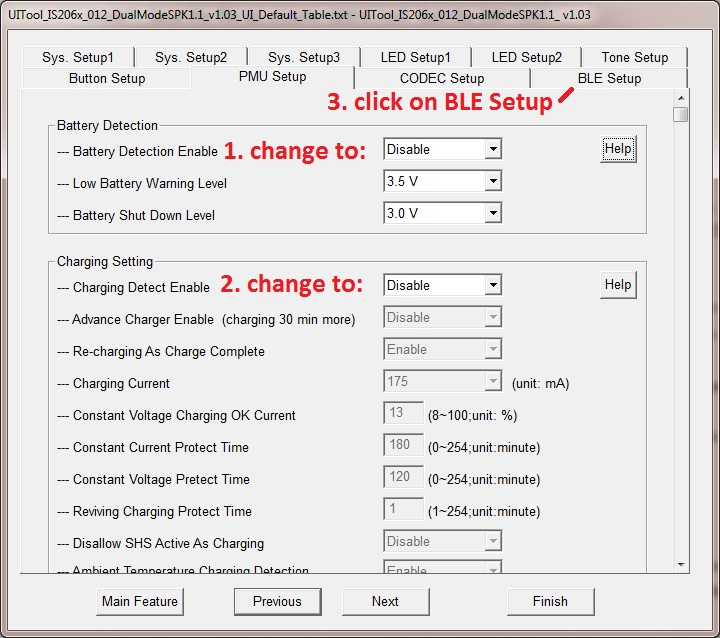 UITool_IS206x_012_DualModeSPK1.1_v1.03_UI_Default_Table.txt - UITool_IS206x_012_DualModeSPK1.1_ v1.03
Sys. Setup1 Sys. Setup2 Sys. Setup3 LED Setup1 LED Setup2 Tone Setup
Button Setup PMU Setup CODEC Setup BLE Setup
3. click on BLE Setup
Battery Detection
--- Battery Detection Enable 1. change to: Disable Help
--- Low Battery Warning Level 3.5 V
--- Battery Shut Down Level 3.0 V
Charging Setting
--- Charging Detect Enable 2. change to: Disable Help
--- Advance Charger Enable (charging 30 min more) Disable
--- Re-charging As Charge Complete Enable
--- Charging Current 175 (unit: mA)
--- Constant Voltage Charging OK Current 13 (8~100;unit: %)
--- Constant Current Protect Time 180 (0~254;unit:minute)
--- Constant Voltage Pretect Time 120 (0~254;unit:minute)
--- Reviving Charging Protect Time 1 (1~254;unit:minute)
--- Disallow SHS Active As Charging Disable
--- Ambient Temperature Charging Detection Enable
Main Feature Previous Next Finish